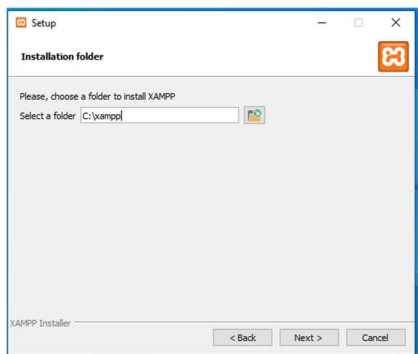 Setup
Installation folder
Please, choose a folder to install XAMPP
Select a folder C:\xampp
XAMPP Installer
< Back Next > Cancel